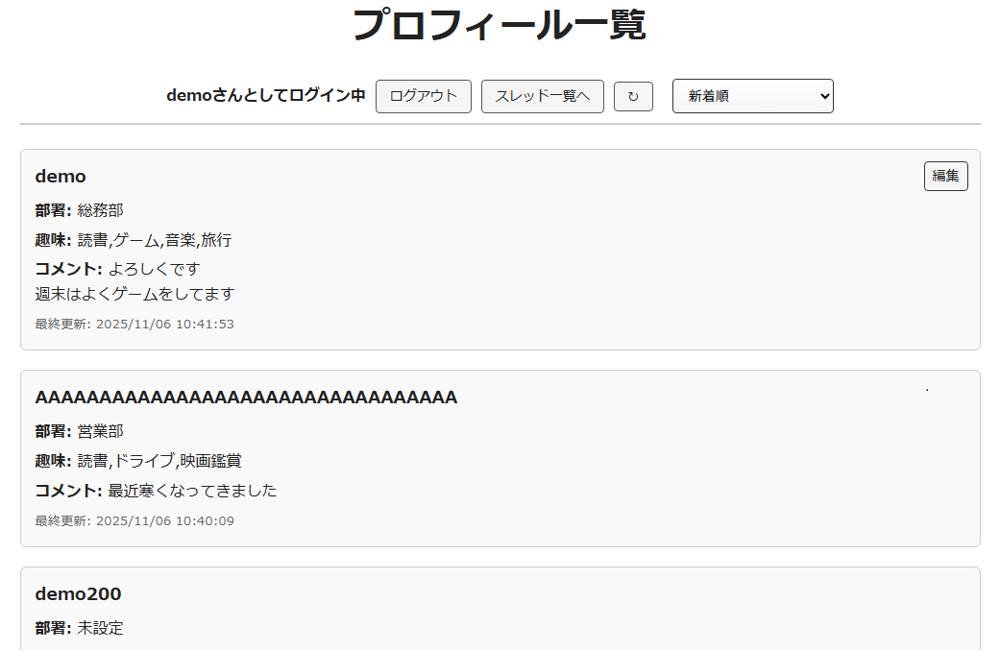 プロフィール一覧
demoさんとしてログイン中 ログアウト スレッド一覧へ ↻ 新着順
demo 編集
部署: 総務部
趣味: 読書,ゲーム,音楽,旅行
コメント: よろしくです
週末はよくゲームをしてます
最終更新: 2025/11/06 10:41:53
AAAAAAAAAAAAAAAAAAAAAAAAAAAAAAAAA
部署: 営業部
趣味: 読書,ドライブ,映画鑑賞
コメント: 最近寒くなってきました
最終更新: 2025/11/06 10:40:09
demo200
部署: 未設定